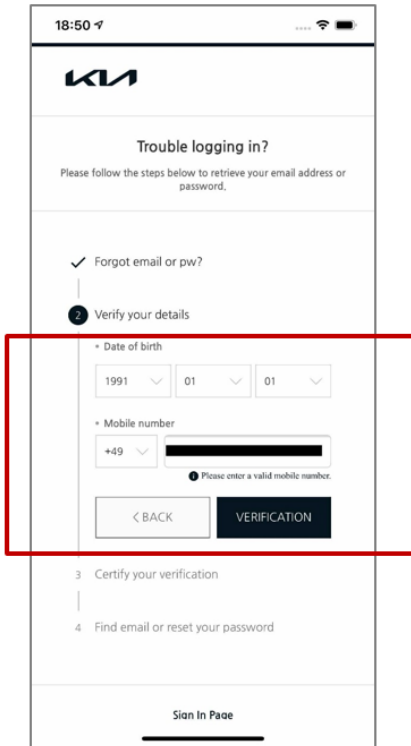 18:50
KIA
Trouble logging in?
Please follow the steps below to retrieve your email address or
password.
Forgot email or pw?
2 Verify your details
* Date of birth
1991 01 01
* Mobile number
+49
Please enter a valid mobile number.
< BACK VERIFICATION
3 Certify your verification
4 Find email or reset your password
Sign In Page